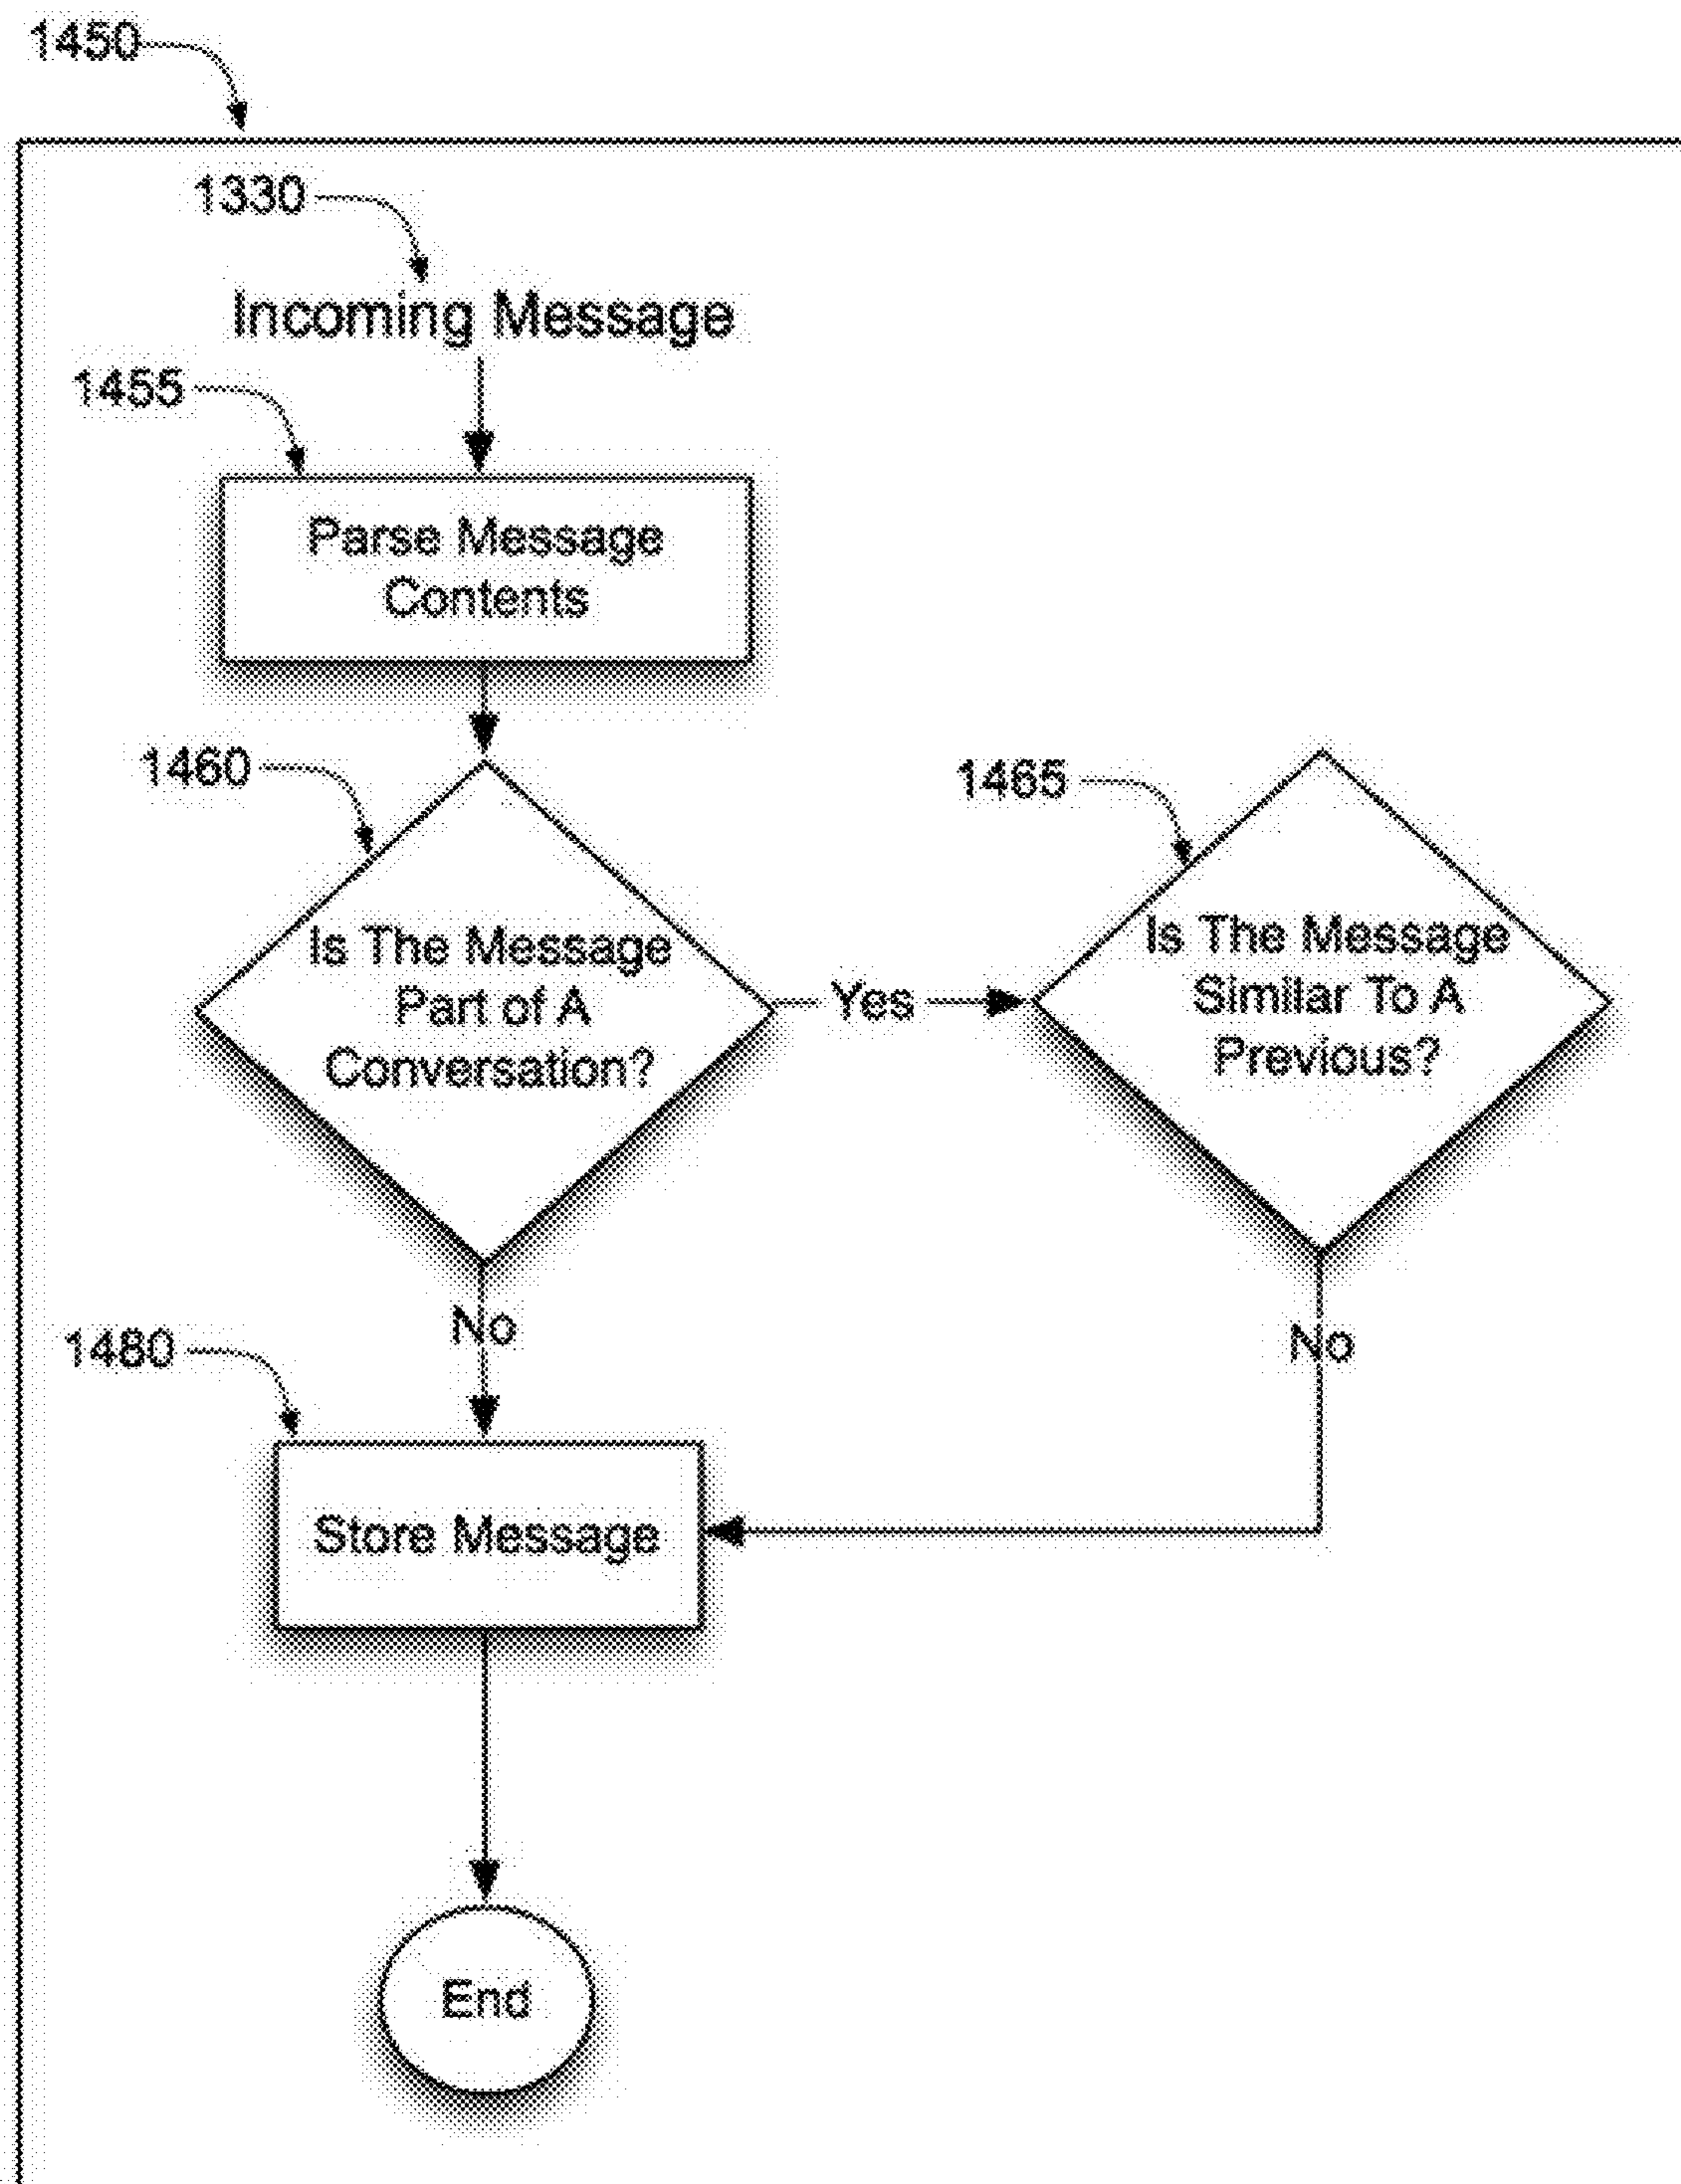 1450
1330
Incoming Message
1455
Parse Message
Contents
1460
Is The Message
Part of A
Conversation?
Yes
1465
Is The Message
Similar To A
Previous?
No
No
1480
Store Message
End